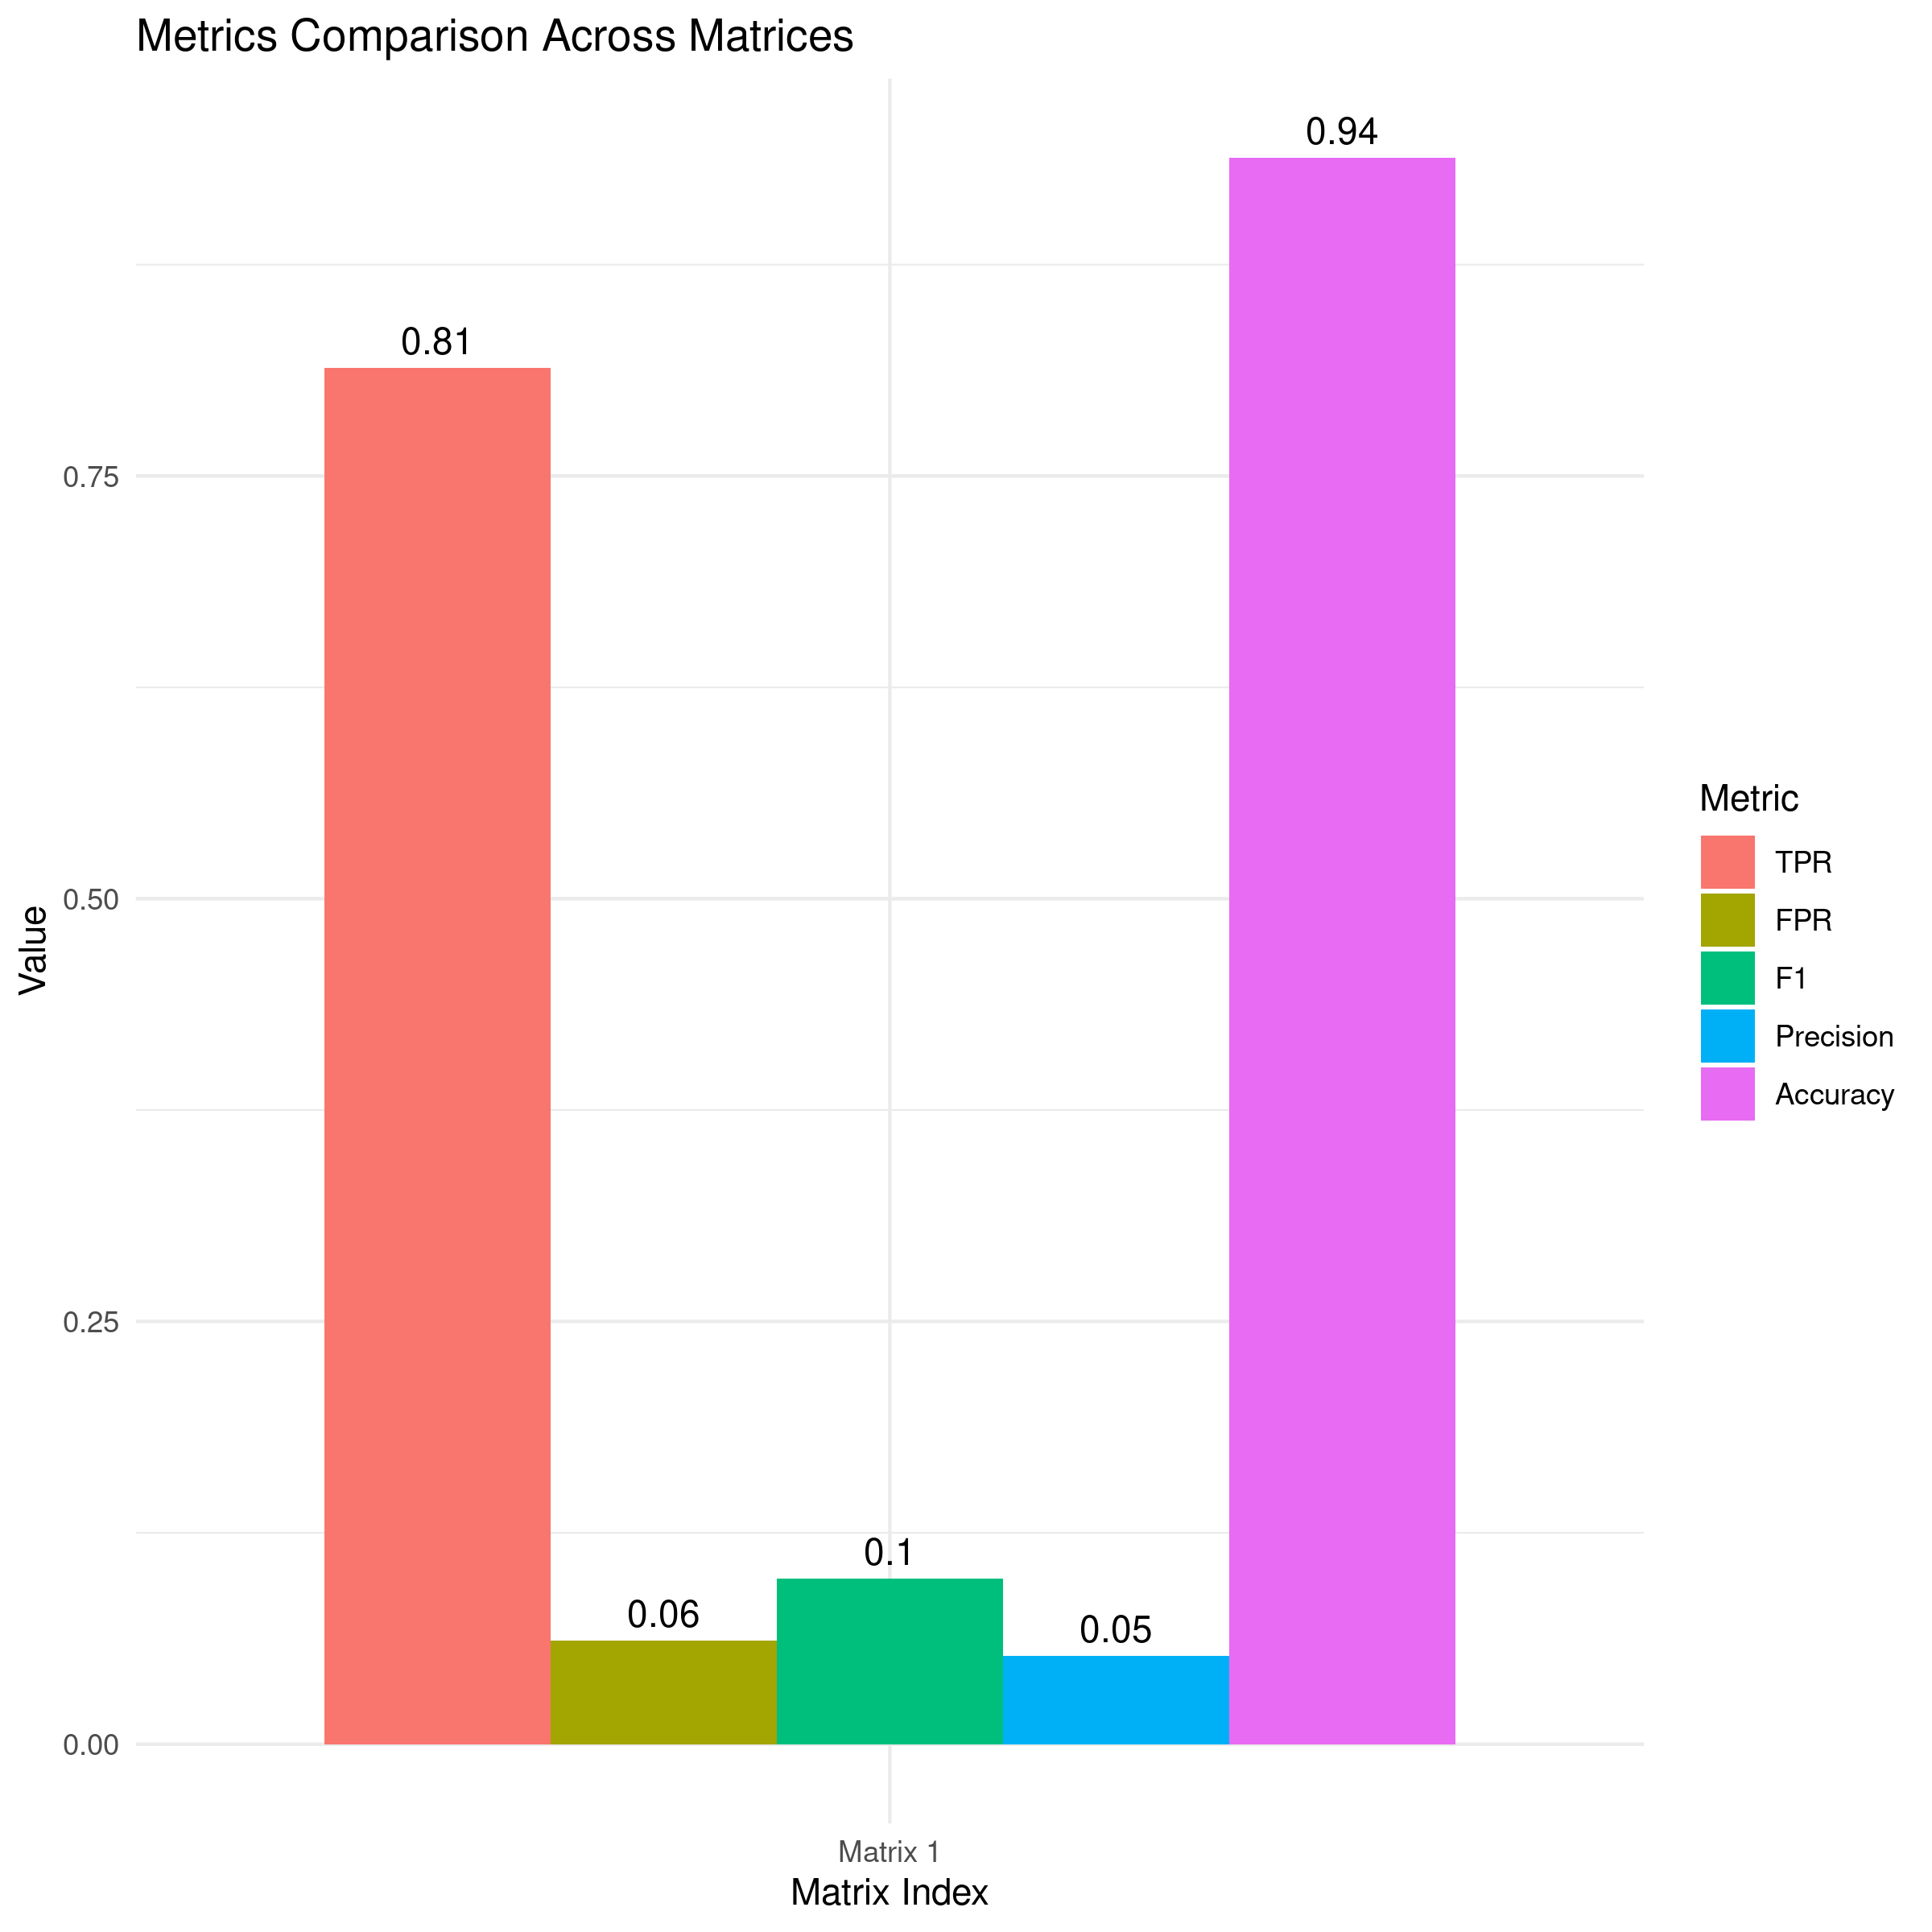 Metrics Comparison Across Matrices
0.94
0.81
0.75
0.50
0.25
0.00
0.06
0.1
0.05
Value
Matrix 1
Matrix Index
Metric
TPR
FPR
F1
Precision
Accuracy